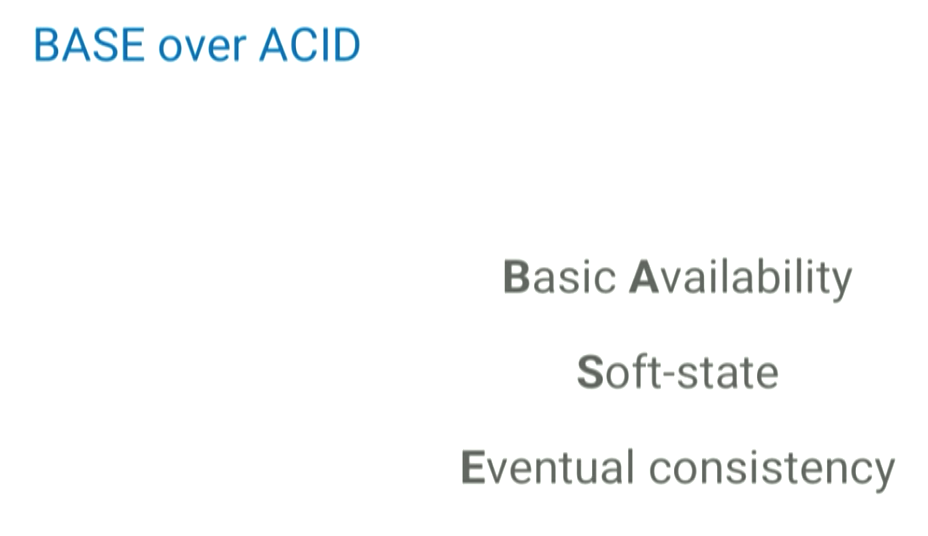 BASE over ACID
Basic Availability
Soft-state
Eventual consistency